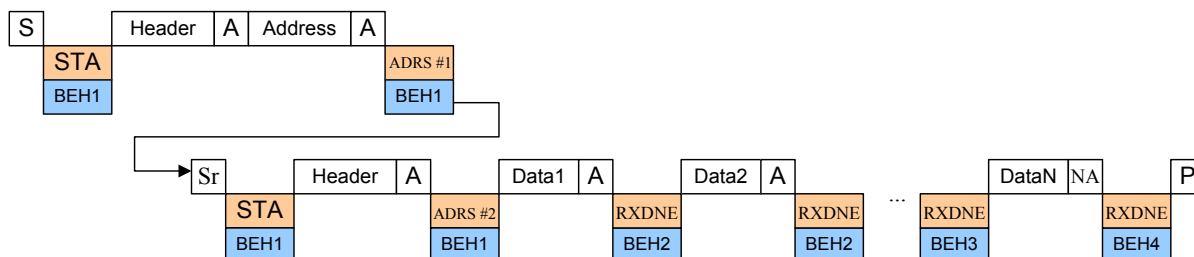 S Header A Address A
STA ADRS #1
BEH1 BEH1
Sr Header A Data1 A Data2 A DataN NA P
STA ADRS #2 RXDNE RXDNE ... RXDNE RXDNE
BEH1 BEH1 BEH2 BEH2 BEH3 BEH4